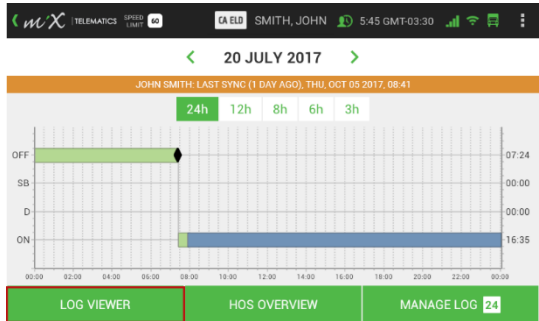 miX TELEMATICS SPEED LIMIT 60 CA ELD SMITH, JOHN 5:45 GMT-03:30
20 JULY 2017
JOHN SMITH: LAST SYNC (1 DAY AGO), THU, OCT 05 2017, 08:41
24h 12h 8h 6h 3h
OFF 07:24
SB 00:00
D 00:00
ON 16:35
00:00 02:00 04:00 06:00 08:00 10:00 12:00 14:00 16:00 18:00 20:00 22:00 00:00
LOG VIEWER HOS OVERVIEW MANAGE LOG 24